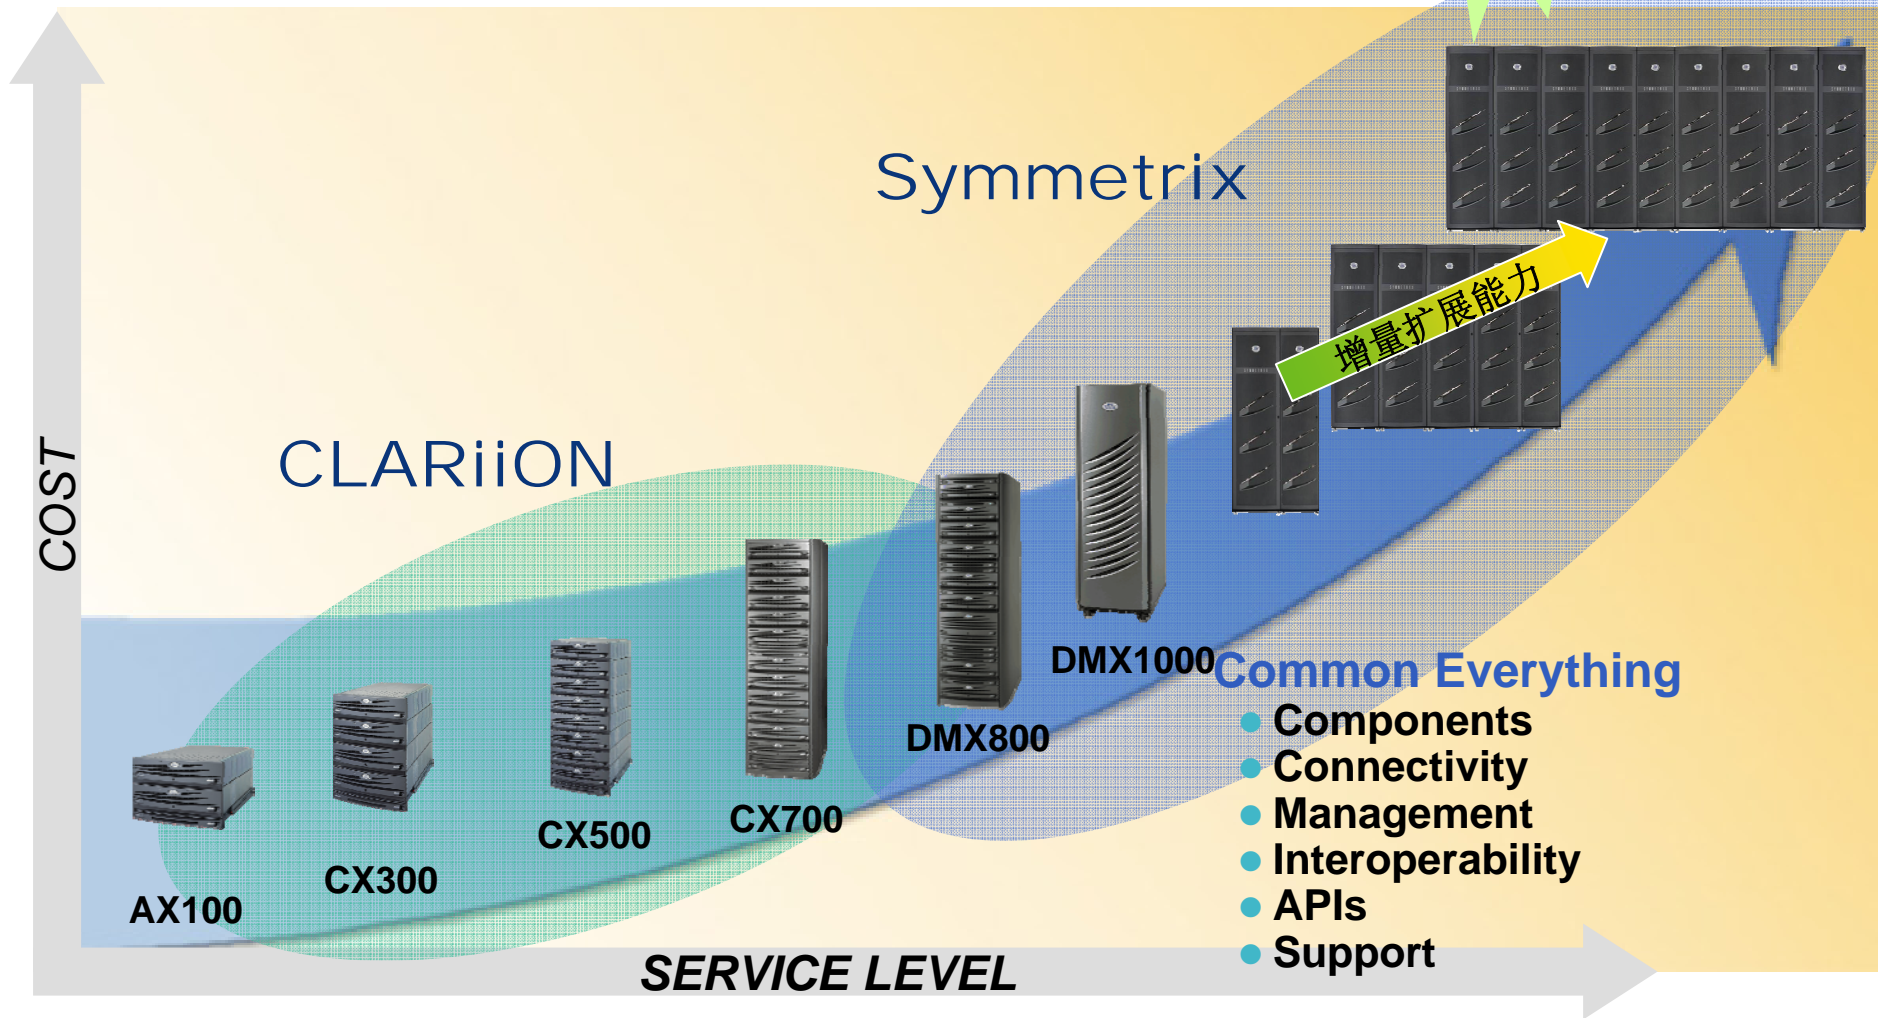 Symmetrix
增量扩展能力
CLARiiON
COST
DMX1000
DMX800
CX700
CX500
CX300
AX100
Common Everything
Components
Connectivity
Management
Interoperability
APIs
Support
SERVICE LEVEL